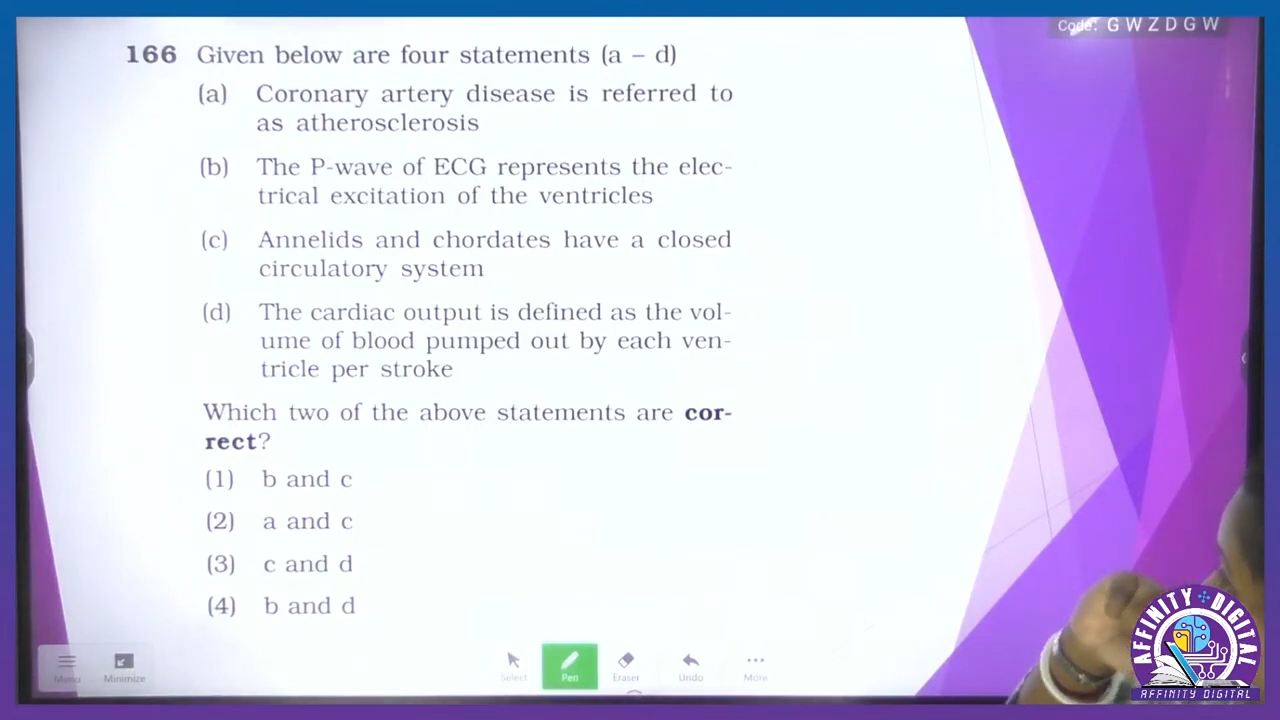 Code: G W Z D G W
166 Given below are four statements (a – d)
(a) Coronary artery disease is referred to
as atherosclerosis
(b) The P-wave of ECG represents the elec-
trical excitation of the ventricles
(c) Annelids and chordates have a closed
circulatory system
(d) The cardiac output is defined as the vol-
ume of blood pumped out by each ven-
tricle per stroke
Which two of the above statements are cor-
rect?
(1) b and c
(2) a and c
(3) c and d
(4) b and d
Menu Minimize Select Pen Eraser Undo More
AFFINITY DIGITAL
AFFINITY DIGITAL